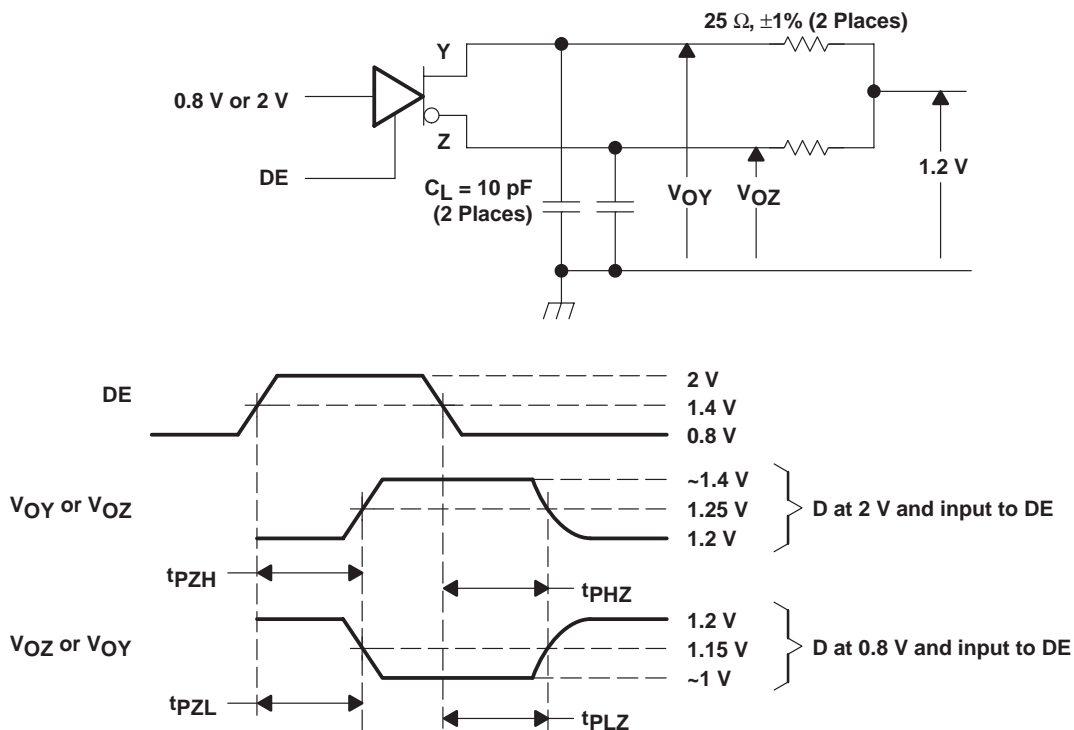 25 Ω, ±1% (2 Places)
Y
0.8 V or 2 V
Z
DE
C_L = 10 pF
(2 Places)
V_OY
V_OZ
1.2 V
DE
2 V
1.4 V
0.8 V
V_OY or V_OZ
~1.4 V
1.25 V
1.2 V
D at 2 V and input to DE
t_PZH
t_PHZ
V_OZ or V_OY
1.2 V
1.15 V
~1 V
D at 0.8 V and input to DE
t_PZL
t_PLZ